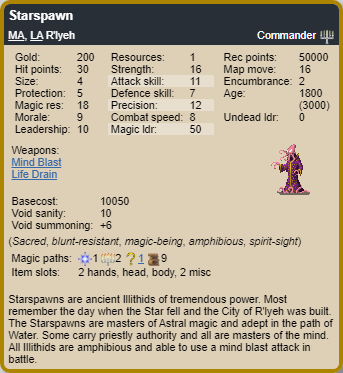 Starspawn
MA, LA R'lyeh Commander
Gold: 200 Resources: 1 Rec points: 50000
Hit points: 30 Strength: 16 Map move: 16
Size: 4 Attack skill: 11 Encumbrance: 2
Protection: 5 Defence skill: 7 Age: 1800
Magic res: 18 Precision: 12 (3000)
Morale: 9 Combat speed: 8 Undead ldr: 0
Leadership: 10 Magic ldr: 50
Weapons:
Mind Blast
Life Drain
Basecost: 10050
Void sanity: 10
Void summoning: +6
(Sacred, blunt-resistant, magic-being, amphibious, spirit-sight)
Magic paths: 1 2 ? 1 9
Item slots: 2 hands, head, body, 2 misc
Starspawns are ancient Illithids of tremendous power. Most
remember the day when the Star fell and the City of R'lyeh was built.
The Starspawns are masters of Astral magic and adept in the path of
Water. Some carry priestly authority and all are masters of the mind.
All Illithids are amphibious and able to use a mind blast attack in
battle.